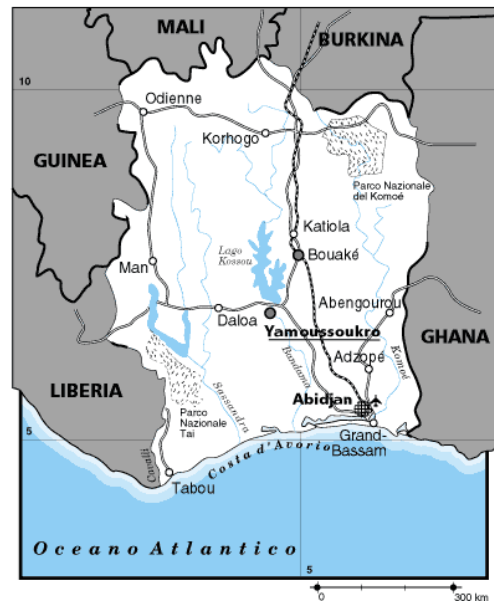 MALI
BURKINA
10
Odienne
Korhogo
GUINEA
Parco Nazionale
del Komoé
Katiola
Lago
Kossou
Bouaké
Man
Abengourou
Daloa
Yamoussoukro
GHANA
Adzopé
Komoé
Bandama
LIBERIA
Abidjan
Sassandra
Parco
Nazionale
Tai
5
Grand-
Bassam
Costa d'Avorio
Cavalli
Tabou
Oceano Atlantico
5
0
300 km